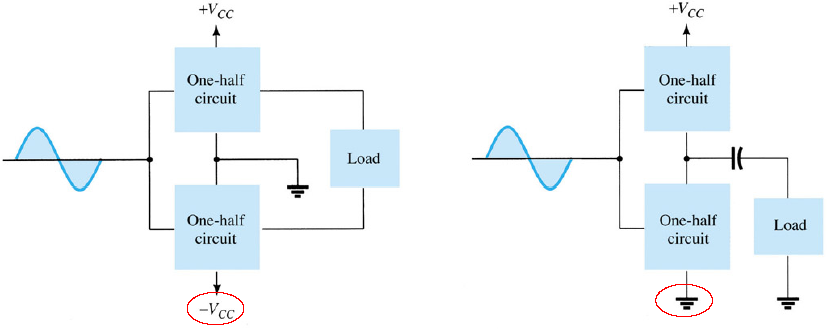 +VCC
One-half
circuit
Load
One-half
circuit
–VCC
+VCC
One-half
circuit
One-half
circuit
Load